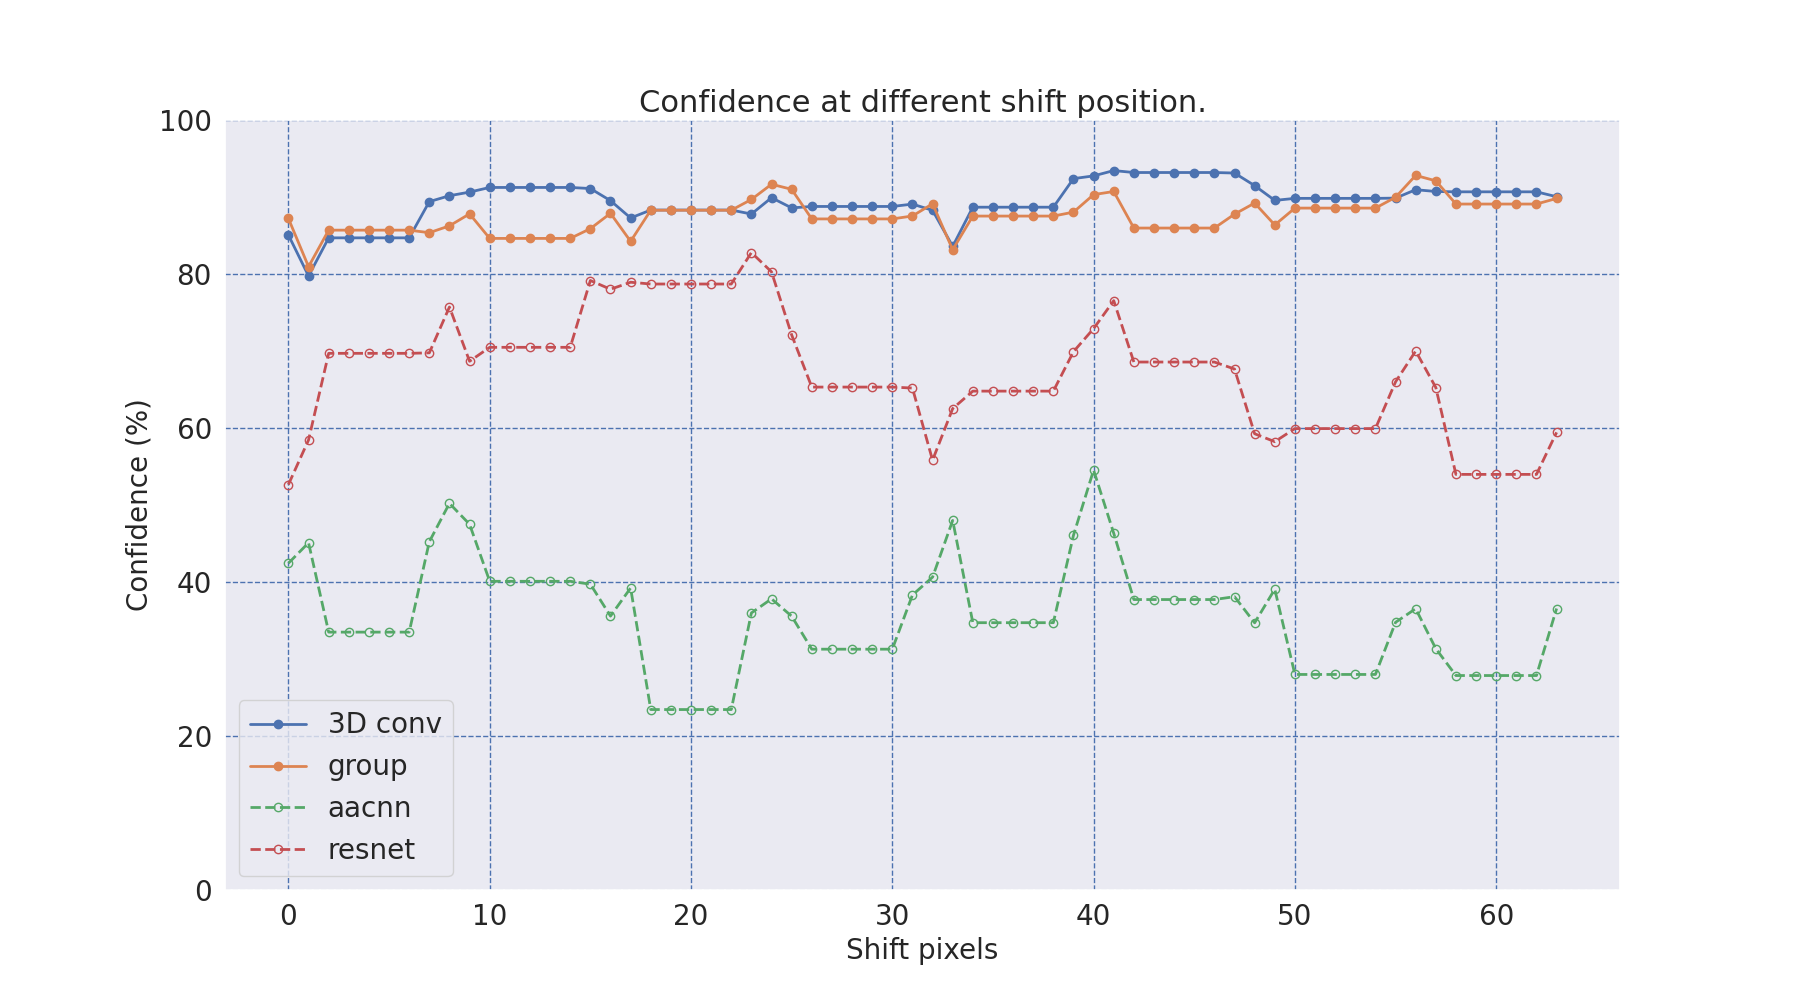 Confidence at different shift position.
100
80
60
40
20
0
Confidence (%)
3D conv
group
aacnn
resnet
0 10 20 30 40 50 60
Shift pixels